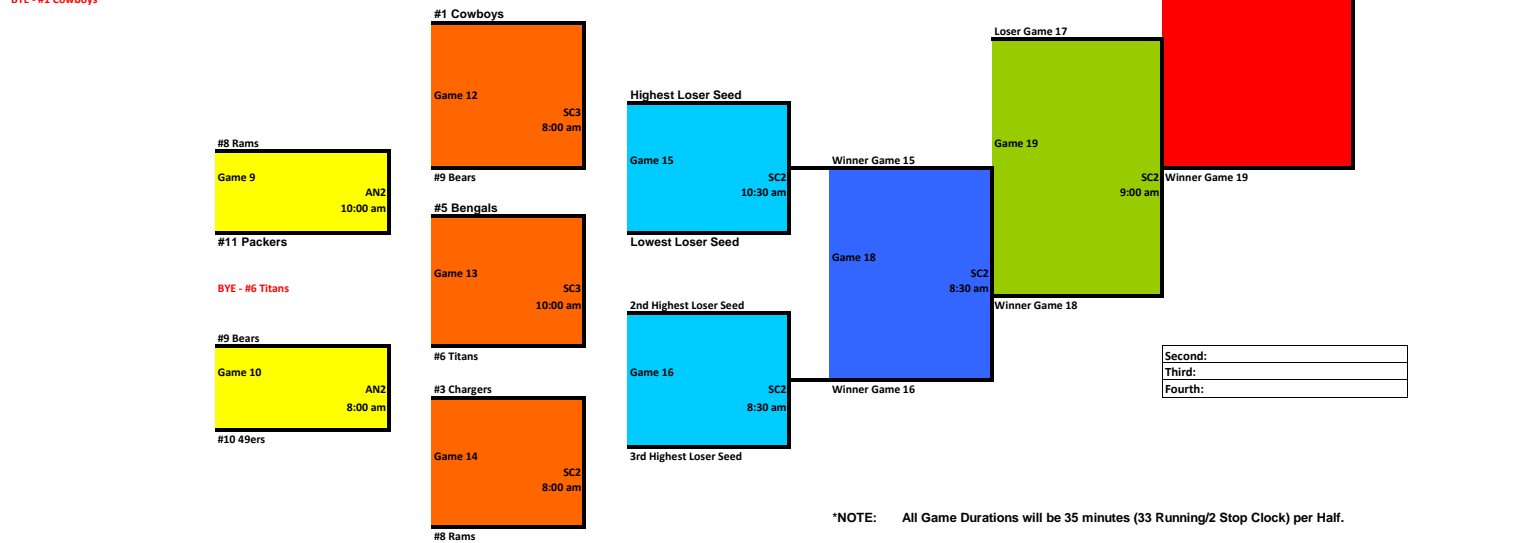 BYE - #1 Cowboys
#1 Cowboys
Game 12
SC3
8:00 am
#9 Bears
#8 Rams
Game 9
AN2
10:00 am
#11 Packers
BYE - #6 Titans
#9 Bears
Game 10
AN2
8:00 am
#10 49ers
#5 Bengals
Game 13
SC3
10:00 am
#6 Titans
#3 Chargers
Game 14
SC2
8:00 am
#8 Rams
Highest Loser Seed
Game 15
SC2
10:30 am
Lowest Loser Seed
2nd Highest Loser Seed
Game 16
SC2
8:30 am
3rd Highest Loser Seed
Winner Game 15
Game 18
SC2
8:30 am
Winner Game 16
Loser Game 17
Game 19
SC2
9:00 am
Winner Game 18
Winner Game 19
Second:
Third:
Fourth:
*NOTE: All Game Durations will be 35 minutes (33 Running/2 Stop Clock) per Half.